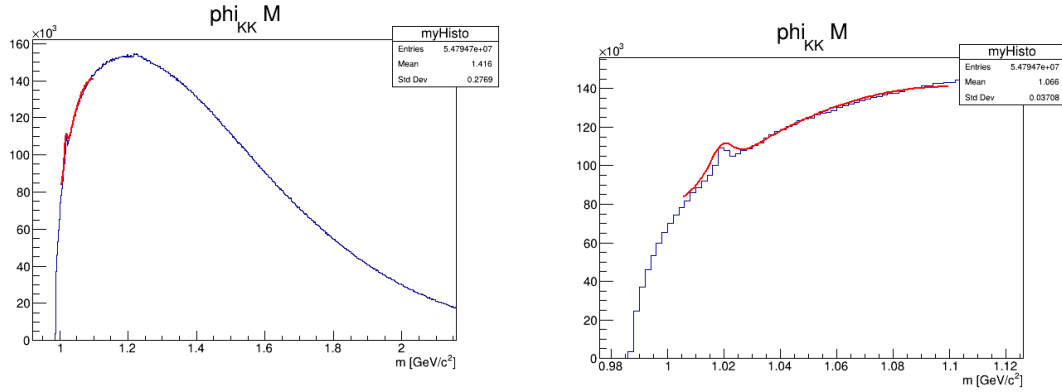 phi_KK M
myHisto
Entries 5.47947e+07
Mean 1.416
Std Dev 0.2769
×10³
160
140
120
100
80
60
40
20
0
1 1.2 1.4 1.6 1.8 2
m [GeV/c²]
phi_KK M
myHisto
Entries 5.47947e+07
Mean 1.066
Std Dev 0.03708
×10³
140
120
100
80
60
40
20
0
0.98 1 1.02 1.04 1.06 1.08 1.1 1.12
m [GeV/c²]